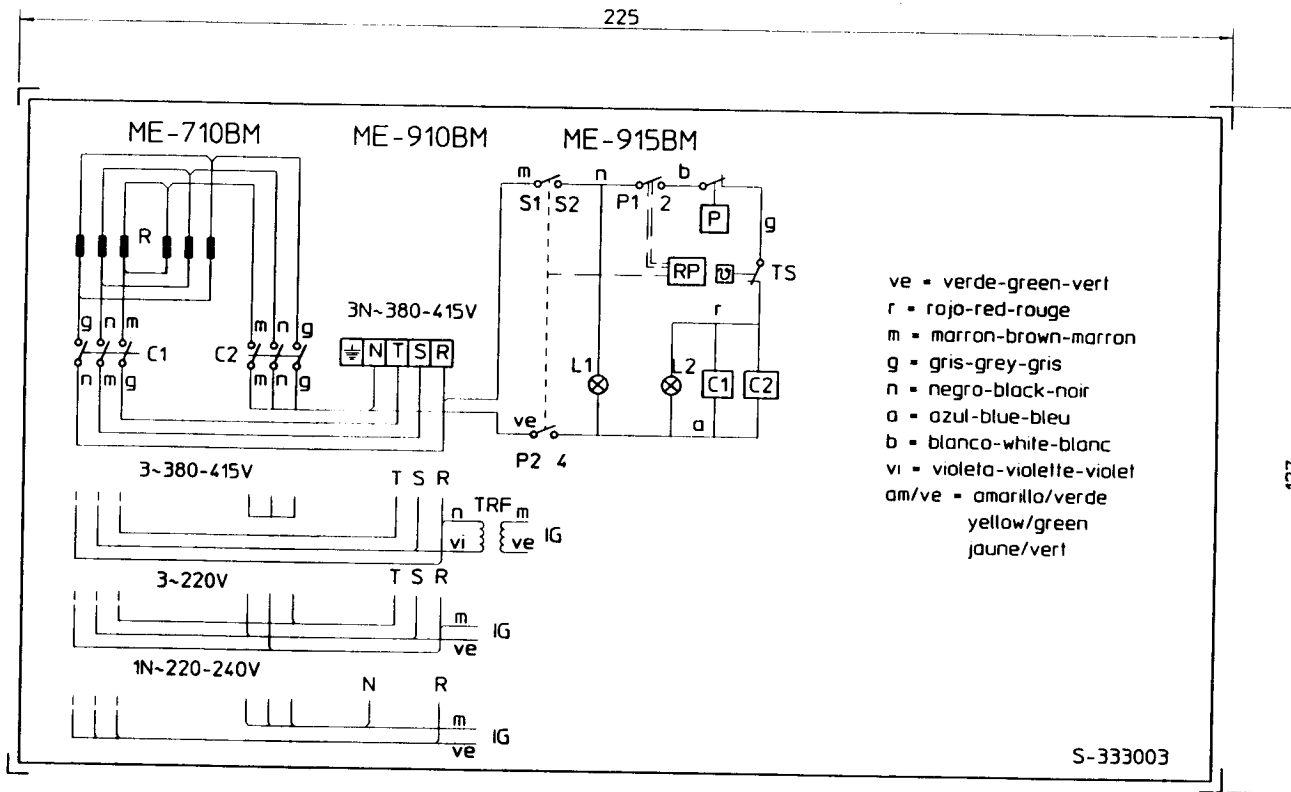 225
ME-710BM ME-910BM ME-915BM
m n b
S1 S2 P1 2 P
g
R RP TS
3N~380-415V
r
g n m m n g
C1 C2 N T S R
L1 L2 C1 C2
n m g m n g
ve a
P2 4
3~380-415V T S R
n TRF m
vi ve IG
3~220V T S R
m IG
ve
1N~220-240V
N R
m IG
ve
ve = verde-green-vert
r = rojo-red-rouge
m = marron-brown-marron
g = gris-grey-gris
n = negro-black-noir
a = azul-blue-bleu
b = blanco-white-blanc
vi = violeta-violette-violet
am/ve = amarillo/verde
yellow/green
jaune/vert
S-333003